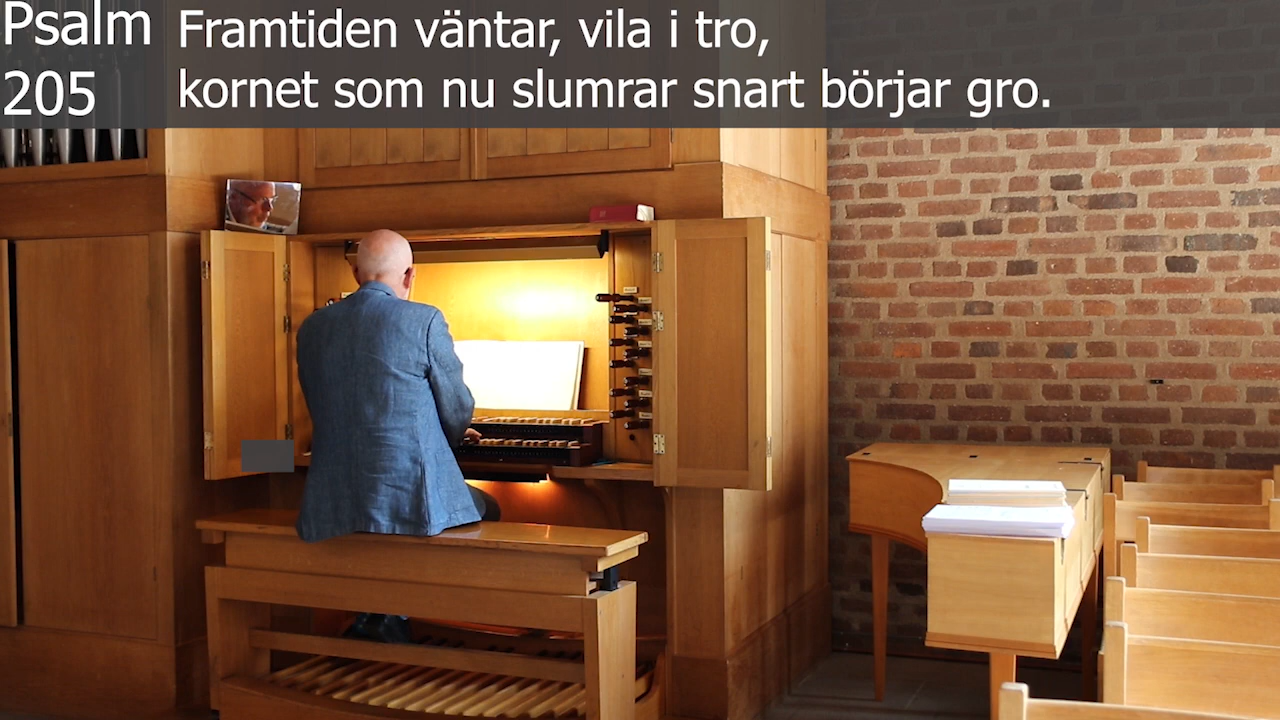 Psalm
205
Framtiden väntar, vila i tro,
kornet som nu slumrar snart börjar gro.